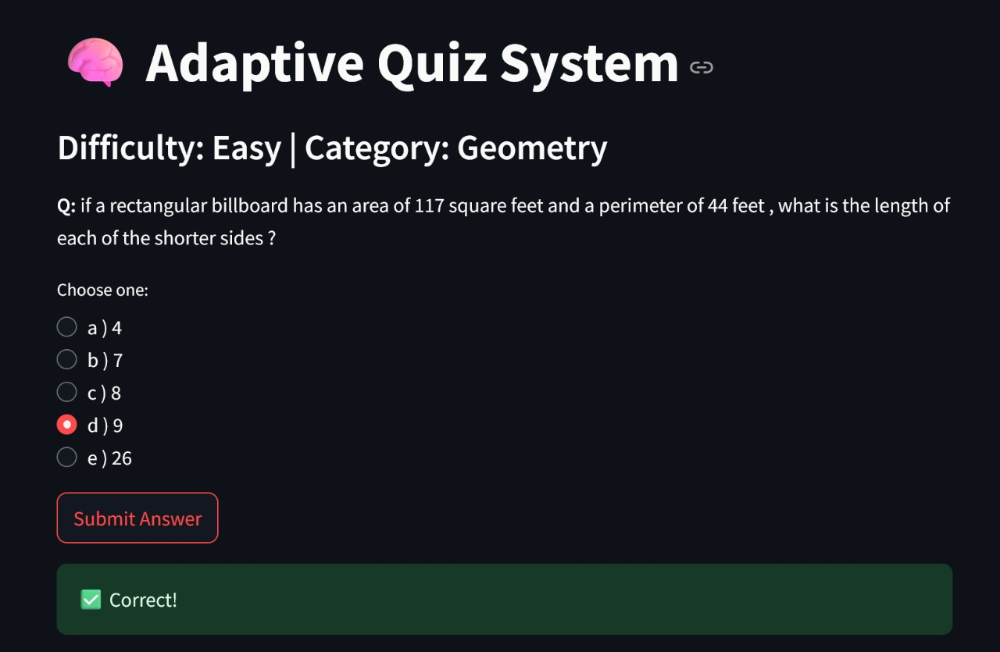 Adaptive Quiz System
Difficulty: Easy | Category: Geometry
Q: if a rectangular billboard has an area of 117 square feet and a perimeter of 44 feet , what is the length of
each of the shorter sides ?
Choose one:
a ) 4
b ) 7
c ) 8
d ) 9
e ) 26
Submit Answer
Correct!